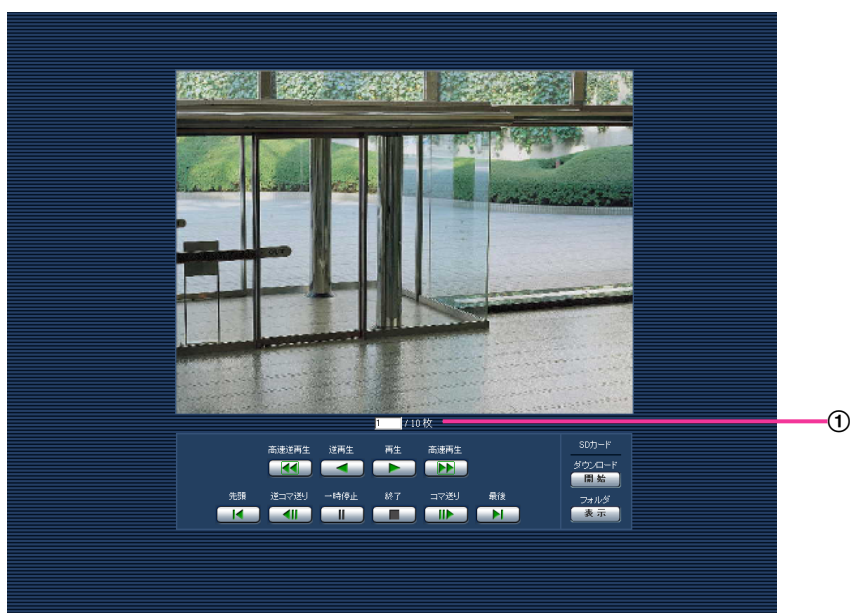 1 /10枚
①
高速逆再生 逆再生 再生 高速再生
SDカード
ダウンロード
開始
先頭 逆コマ送り 一時停止 終了 コマ送り 最後
フォルダ
表示